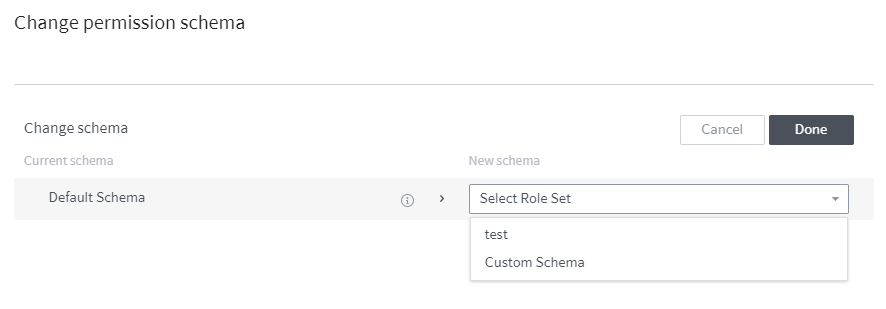 Change permission schema
Change schema
Cancel
Done
Current schema
New schema
Default Schema
Select Role Set
test
Custom Schema